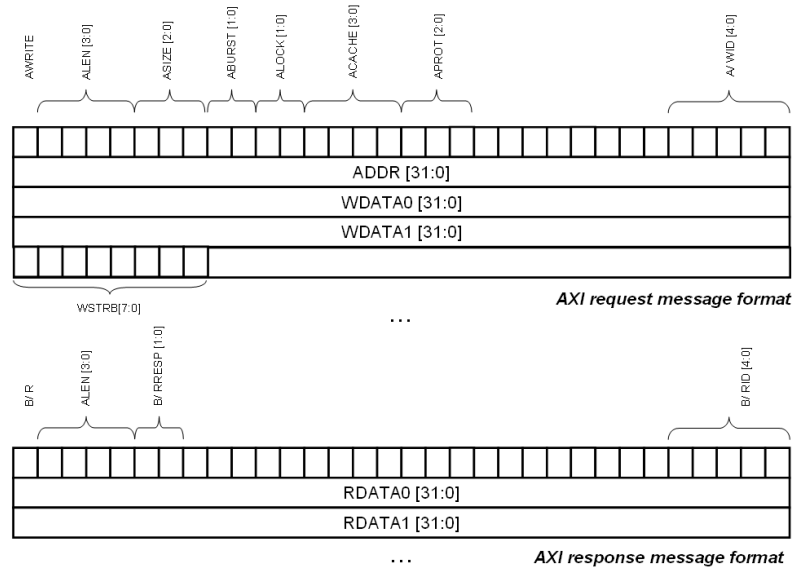 AWRITE
ALEN [3:0]
ASIZE [2:0]
ABURST [1:0]
ALOCK [1:0]
ACACHE [3:0]
APROT [2:0]
A/ WID [4:0]
ADDR [31:0]
WDATA0 [31:0]
WDATA1 [31:0]
WSTRB[7:0]
AXI request message format
...
B/ R
ALEN [3:0]
B/ RRESP [1:0]
B/ RID [4:0]
RDATA0 [31:0]
RDATA1 [31:0]
...
AXI response message format